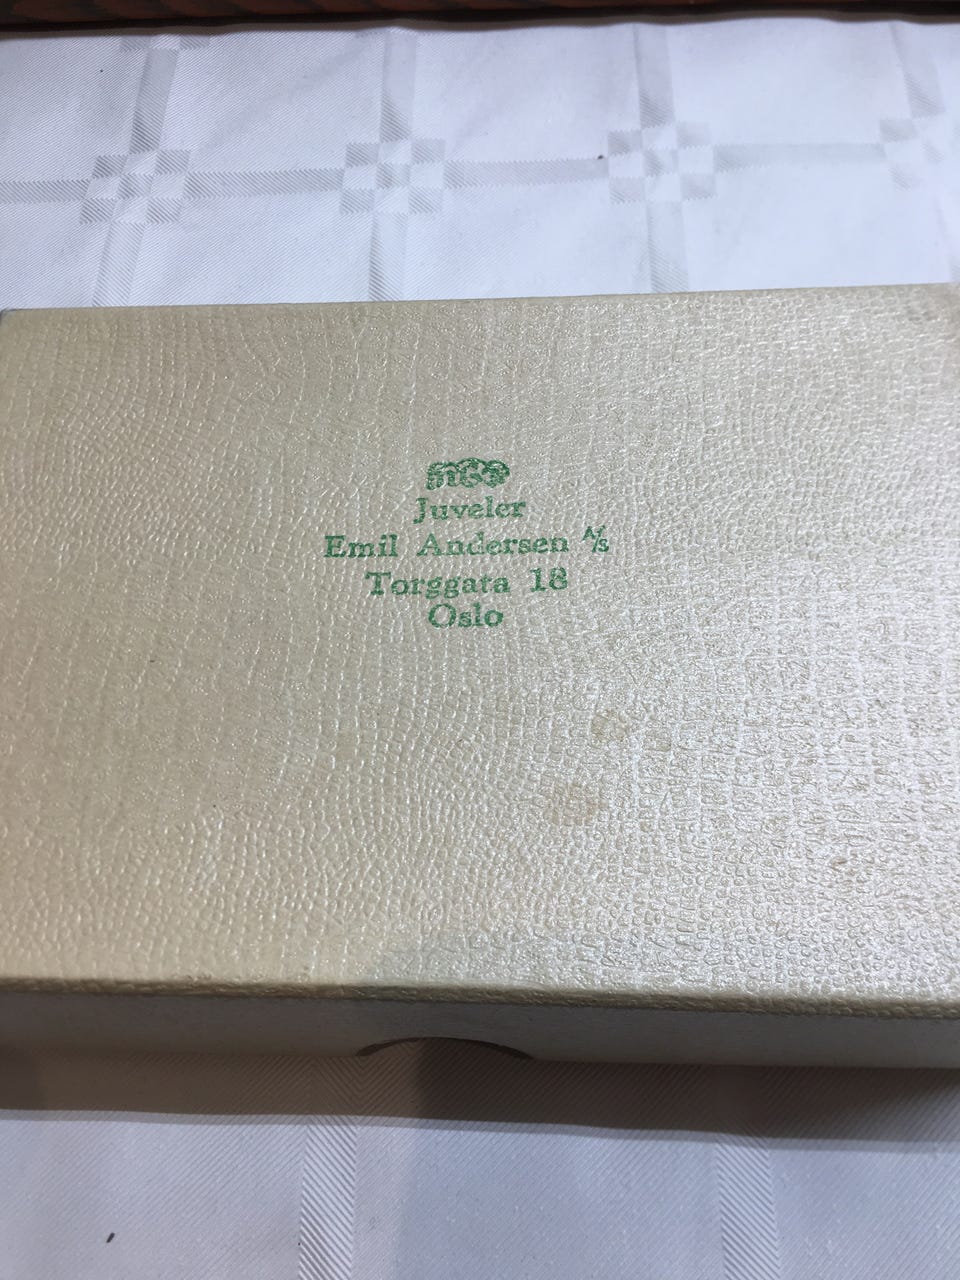 Juveler
Emil Andersen A/S
Torggata 18
Oslo